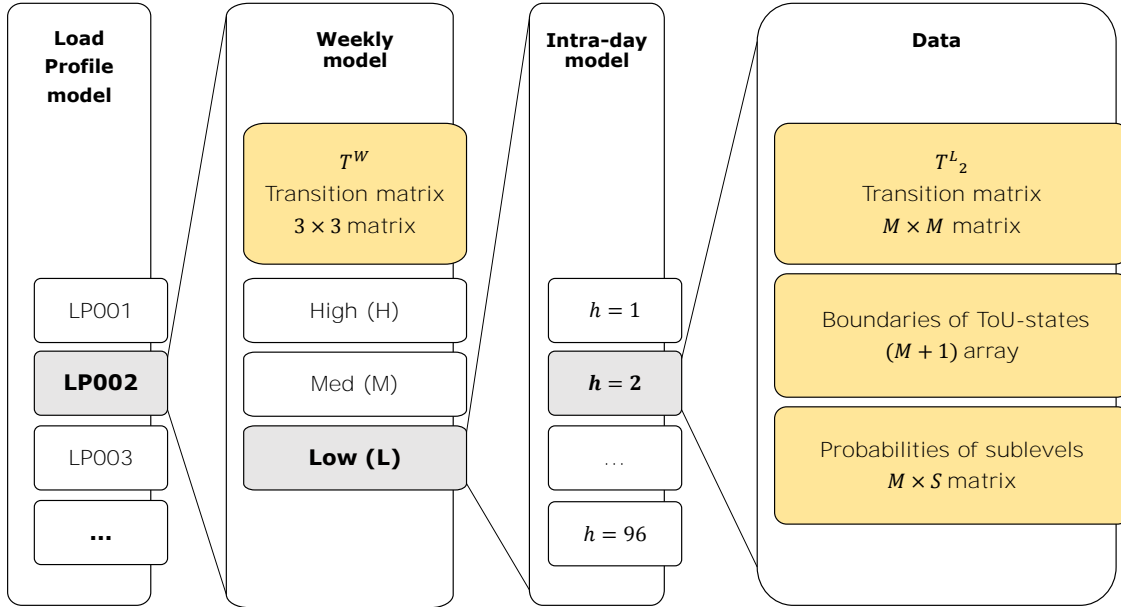 Load
Profile
model
LP001
LP002
LP003
...
Weekly
model
T^W
Transition matrix
3 × 3 matrix
High (H)
Med (M)
Low (L)
Intra-day
model
h = 1
h = 2
...
h = 96
Data
T^L_2
Transition matrix
M × M matrix
Boundaries of ToU-states
(M + 1) array
Probabilities of sublevels
M × S matrix